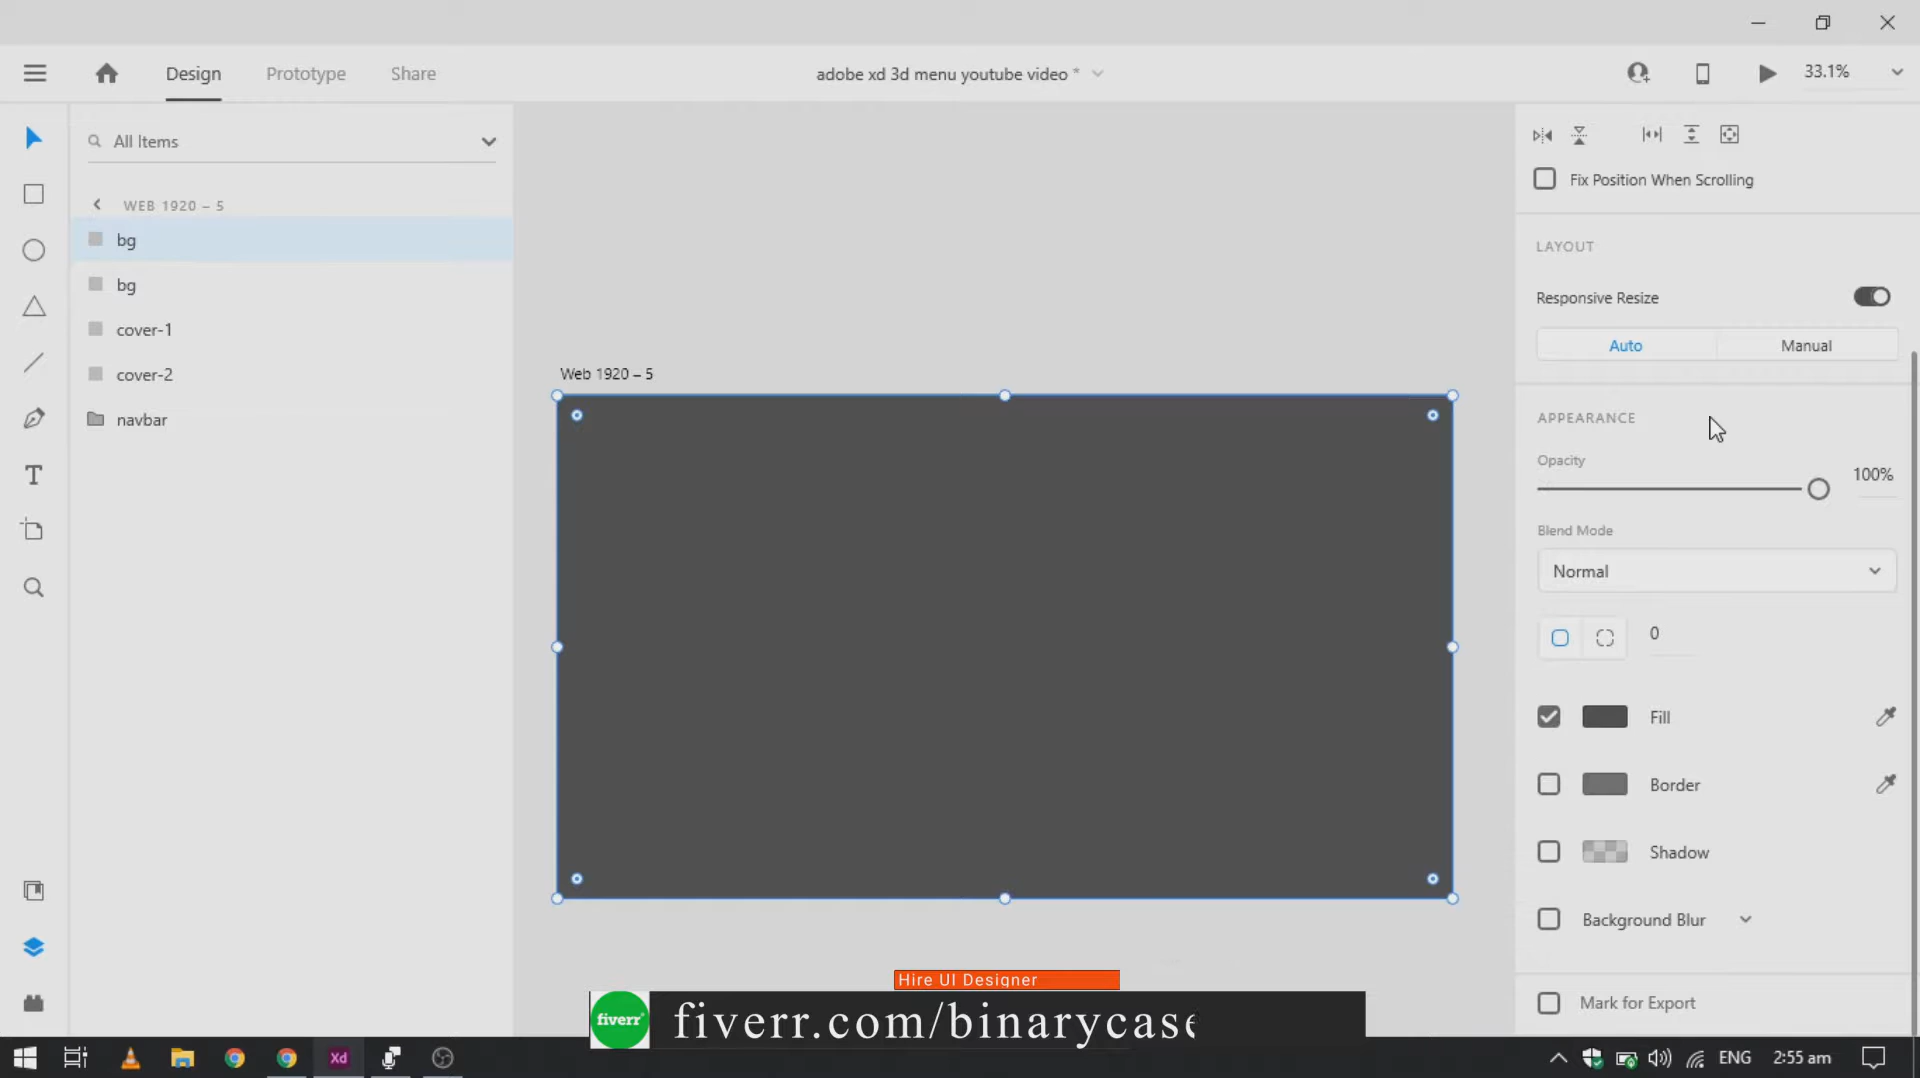 Design
Prototype
Share
adobe xd 3d menu youtube video *
33.1%
All Items
WEB 1920 – 5
bg
bg
cover-1
cover-2
navbar
Web 1920 – 5
Fix Position When Scrolling
LAYOUT
Responsive Resize
Auto
Manual
APPEARANCE
Opacity
100%
Blend Mode
Normal
0
Fill
Border
Shadow
Background Blur
Mark for Export
Hire UI Designer
fiverr
fiverr.com/binarycase
Xd
ENG
2:55 am